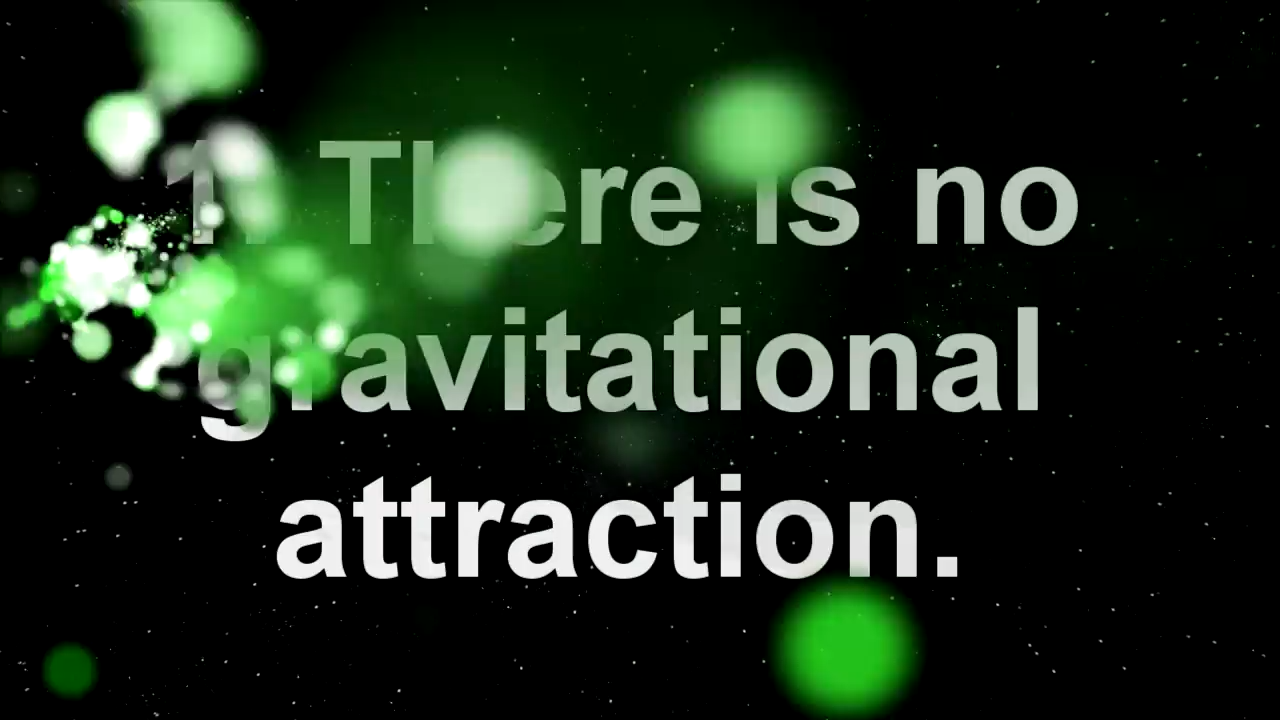 1. There is no
gravitational
attraction.